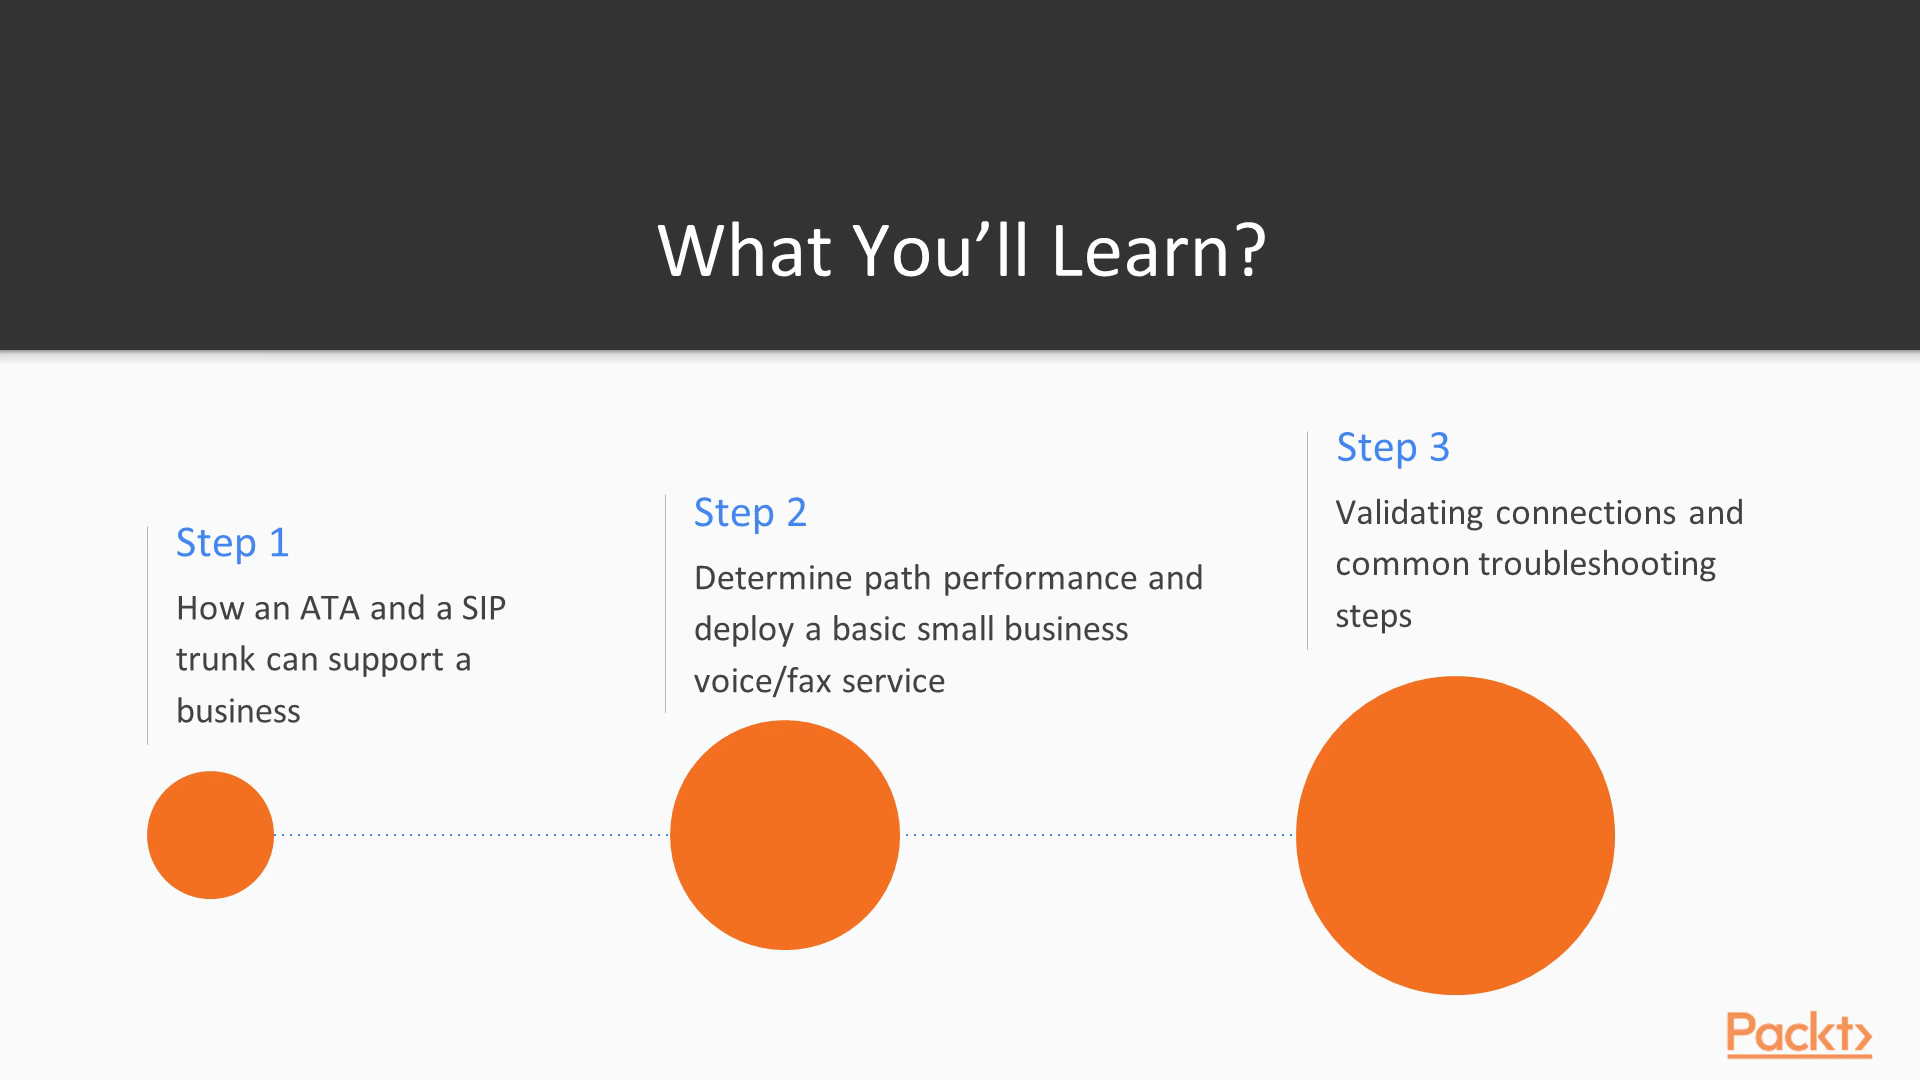 What You’ll Learn?
Step 1
How an ATA and a SIP
trunk can support a
business
Step 2
Determine path performance and
deploy a basic small business
voice/fax service
Step 3
Validating connections and
common troubleshooting
steps
Packt>